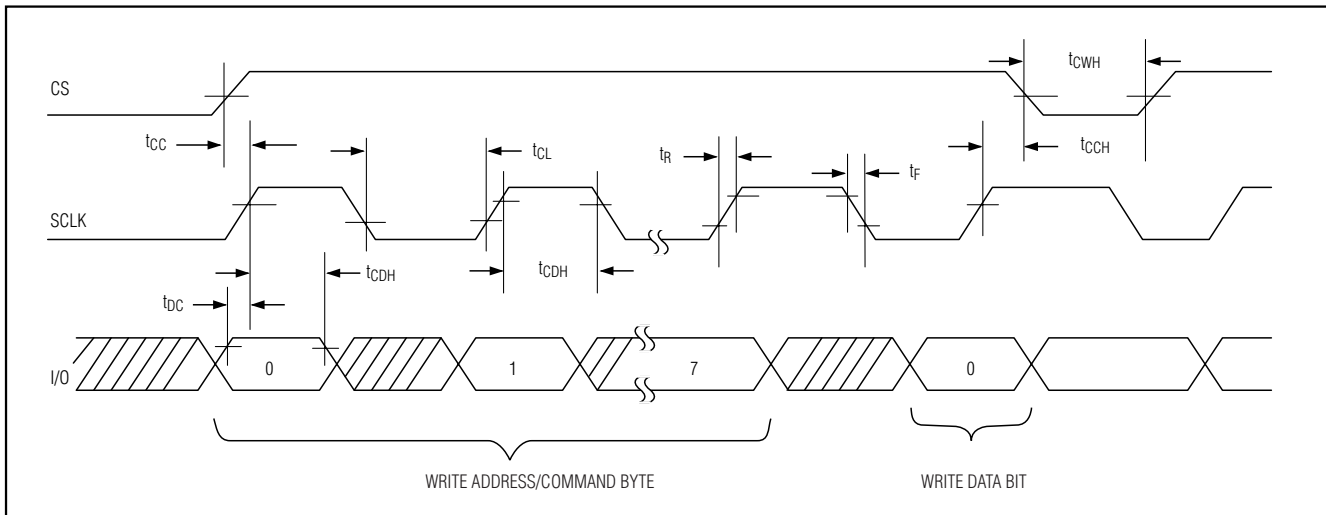 CS
tCWH
tCC
tCL
tR
tF
tCCH
SCLK
tCDH
tCDH
tDC
I/O
0
1
7
0
WRITE ADDRESS/COMMAND BYTE
WRITE DATA BIT